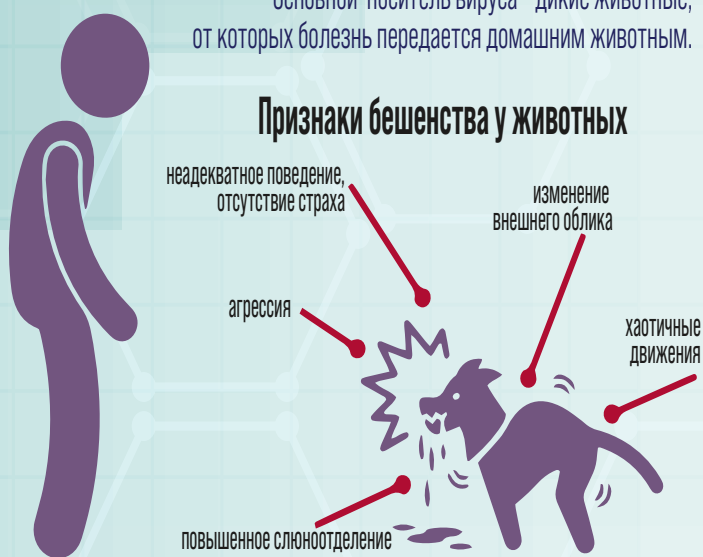 основной носитель вируса - дикие животные,
от которых болезнь передается домашним животным.
Признаки бешенства у животных
неадекватное поведение,
отсутствие страха
изменение
внешнего облика
агрессия
хаотичные
движения
повышенное слюноотделение